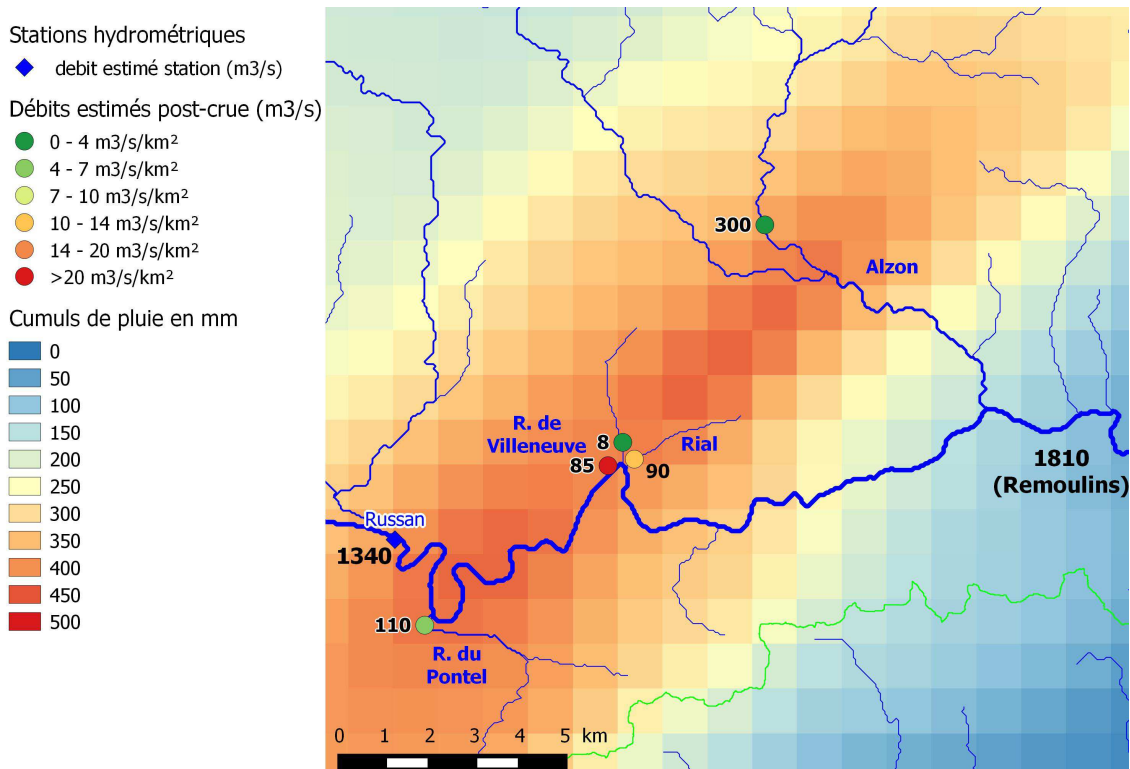 Stations hydrométriques
debit estimé station (m3/s)
Débits estimés post-crue (m3/s)
0 - 4 m3/s/km²
4 - 7 m3/s/km²
7 - 10 m3/s/km²
10 - 14 m3/s/km²
14 - 20 m3/s/km²
>20 m3/s/km²
Cumuls de pluie en mm
0
50
100
150
200
250
300
350
400
450
500
300
Alzon
R. de
Villeneuve
8
Rial
85
90
1810
(Remoulins)
Russan
1340
110
R. du
Pontel
0 1 2 3 4 5 km